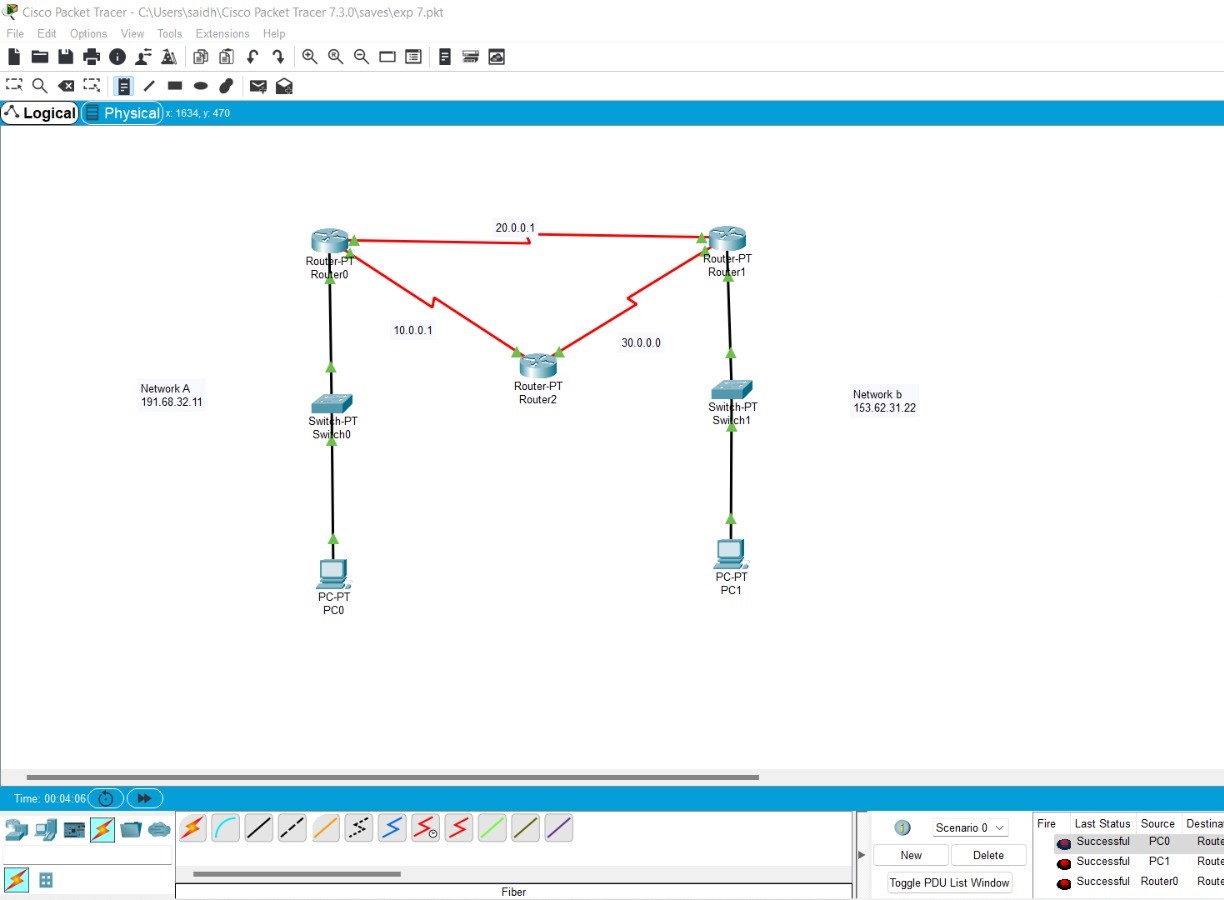 Cisco Packet Tracer - C:\Users\saidh\Cisco Packet Tracer 7.3.0\saves\exp 7.pkt
File Edit Options View Tools Extensions Help
Logical Physical x: 1634, y: 470
20.0.0.1
Router-PT
Router0
Router-PT
Router1
10.0.0.1
30.0.0.0
Router-PT
Router2
Network A
191.68.32.11
Switch-PT
Switch0
Switch-PT
Switch1
Network b
153.62.31.22
PC-PT
PC0
PC-PT
PC1
Time: 00:04:06
Scenario 0
New Delete
Toggle PDU List Window
Fire Last Status Source Destinat
Successful PC0 Route
Successful PC1 Route
Successful Router0 Route
Fiber